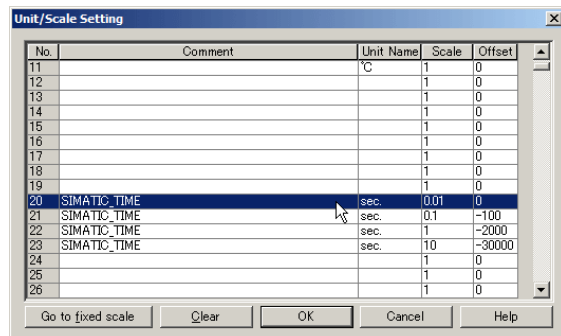 Unit/Scale Setting
No. Comment Unit Name Scale Offset
11 ℃ 1 0
12 1 0
13 1 0
14 1 0
15 1 0
16 1 0
17 1 0
18 1 0
19 1 0
20 SIMATIC_TIME sec. 0.01 0
21 SIMATIC_TIME sec. 0.1 -100
22 SIMATIC_TIME sec. 1 -2000
23 SIMATIC_TIME sec. 10 -30000
24 1 0
25 1 0
26 1 0
Go to fixed scale Clear OK Cancel Help